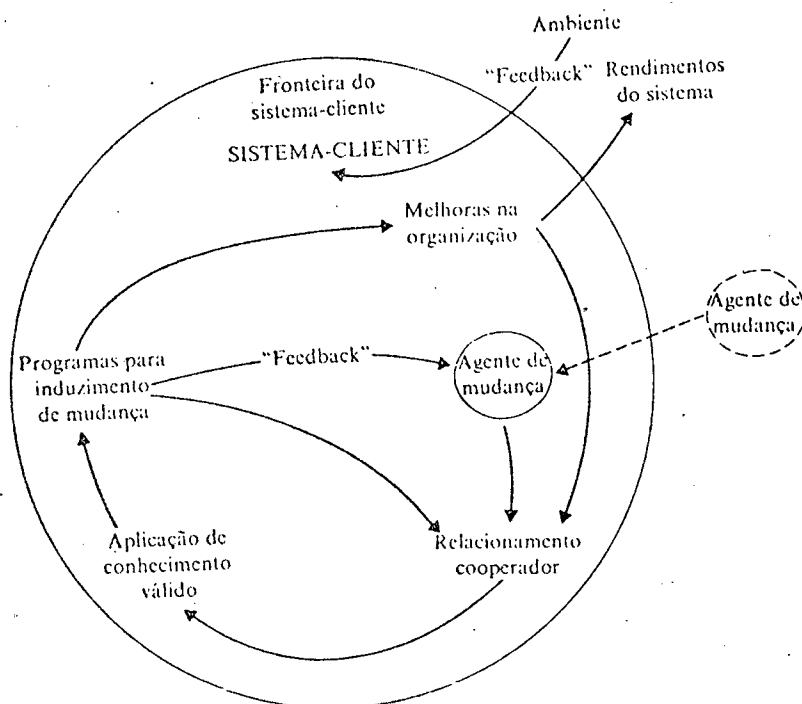 Ambiente
"Feedback"
Rendimentos
do sistema
Fronteira do
sistema-cliente
SISTEMA-CLIENTE
Melhoras na
organização
Agente de
mudança
Programas para
induzimento
de mudança
"Feedback"
Agente de
mudança
Aplicação de
conhecimento
válido
Relacionamento
cooperador